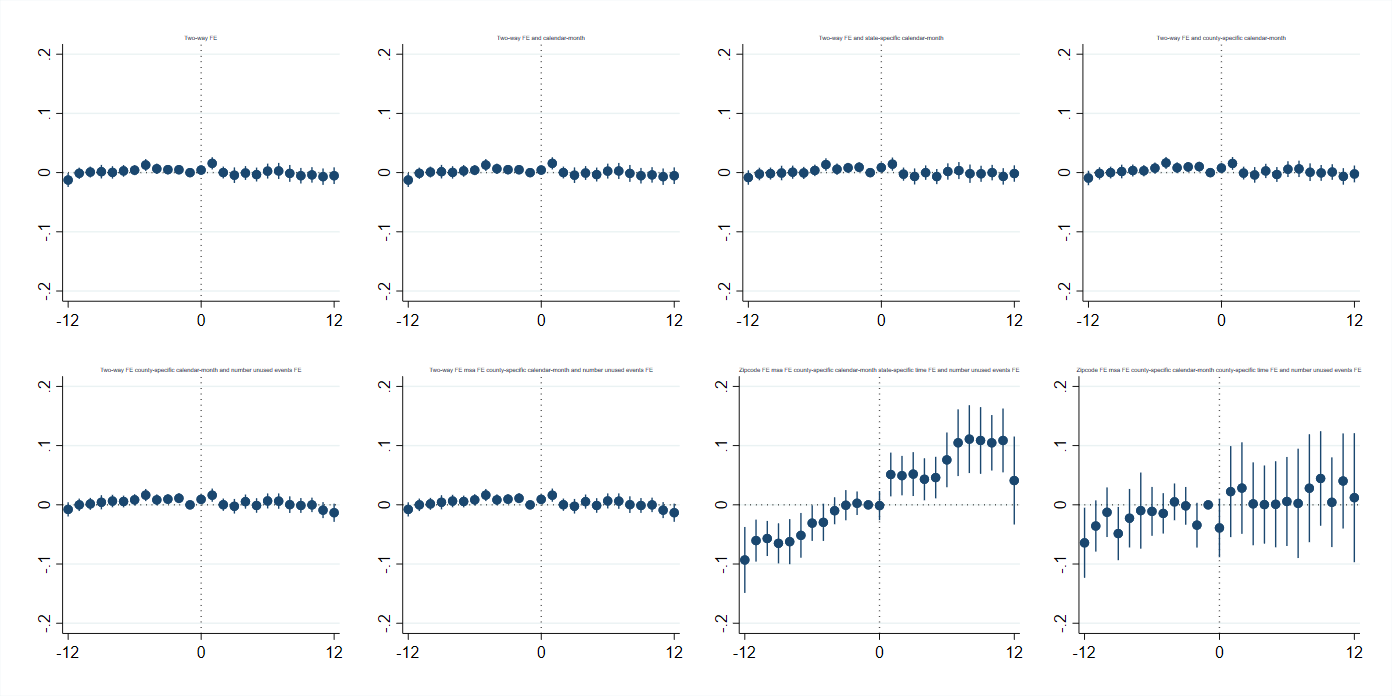 Two-way FE
.2
.1
0
-.1
-.2
-12 0 12
Two-way FE and calendar-month
.2
.1
0
-.1
-.2
-12 0 12
Two-way FE and state-specific calendar-month
.2
.1
0
-.1
-.2
-12 0 12
Two-way FE and county-specific calendar-month
.2
.1
0
-.1
-.2
-12 0 12
Two-way FE county-specific calendar-month and number unused events FE
.2
.1
0
-.1
-.2
-12 0 12
Two-way FE msa FE county-specific calendar-month and number unused events FE
.2
.1
0
-.1
-.2
-12 0 12
Zipcode FE msa FE county-specific calendar-month state-specific time FE and number unused events FE
.2
.1
0
-.1
-.2
-12 0 12
Zipcode FE msa FE county-specific calendar-month county-specific time FE and number unused events FE
.2
.1
0
-.1
-.2
-12 0 12